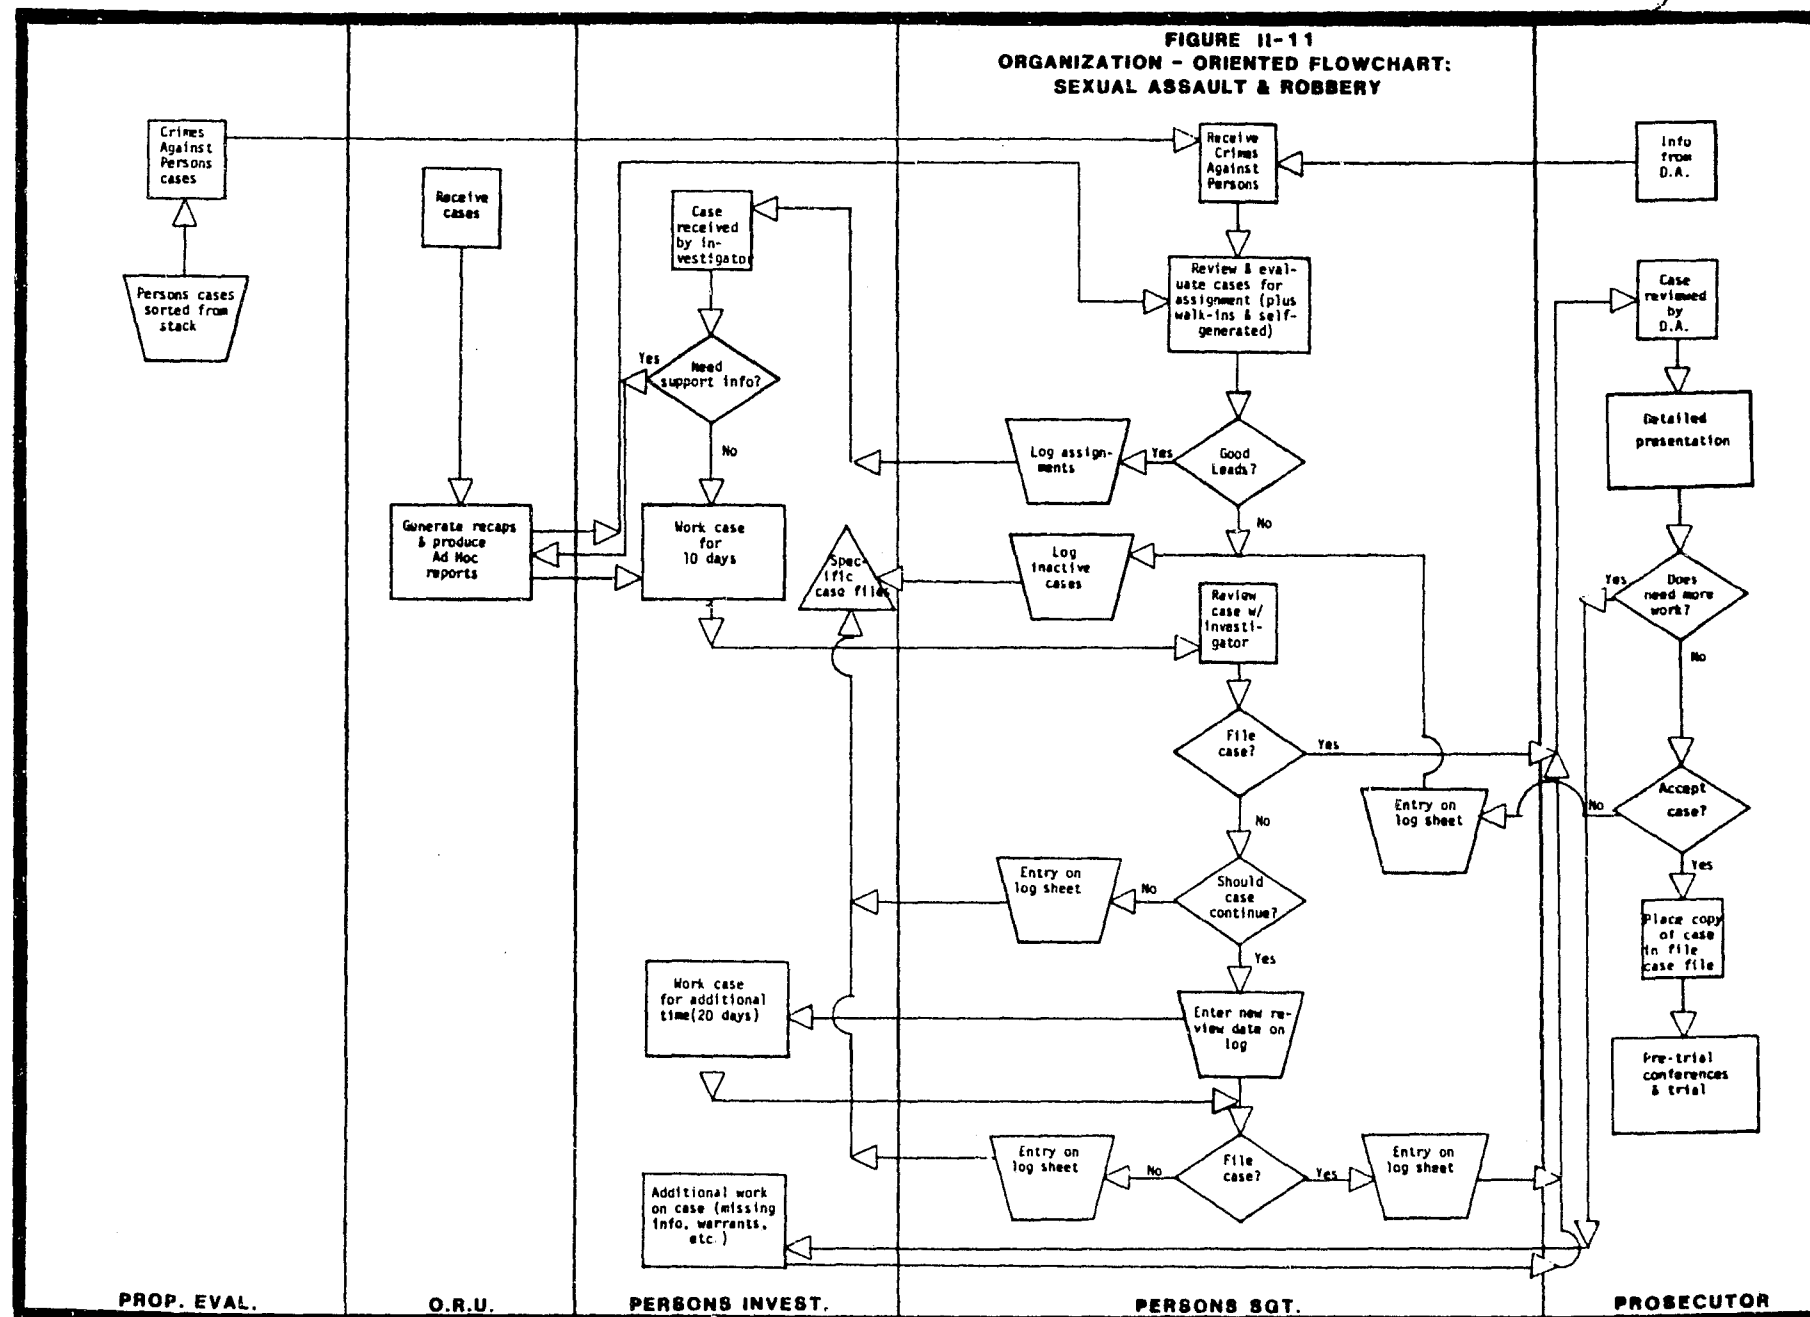 FIGURE II-11
ORGANIZATION - ORIENTED FLOWCHART:
SEXUAL ASSAULT & ROBBERY
Crimes
Against
Persons
cases
Persons cases
sorted from
stack
Receive
cases
Generate recaps
& produce
Ad Hoc
reports
Case
received
by in-
vestigator
Need
support info?
Yes
No
Work case
for
10 days
Spec-
ific
case files
Work case
for additional
time(20 days)
Additional work
on case (missing
info, warrants,
etc.)
Receive
Crimes
Against
Persons
Review & eval-
uate cases for
assignment (plus
walk-ins & self-
generated)
Good
Leads?
Yes
No
Log assign-
ments
Log
inactive
cases
Review
case w/
investi-
gator
File
case?
Yes
No
Entry on
log sheet
Should
case
continue?
No
Yes
Entry on
log sheet
Enter new re-
view date on
log
File
case?
No
Yes
Entry on
log sheet
Entry on
log sheet
Info
from
D.A.
Case
reviewed
by
D.A.
Detailed
presentation
Does
need more
work?
Yes
No
Accept
case?
No
Yes
Place copy
of case
in file
case file
Pre-trial
conferences
& trial
PROP. EVAL.
O.R.U.
PERSONS INVEST.
PERSONS SGT.
PROSECUTOR